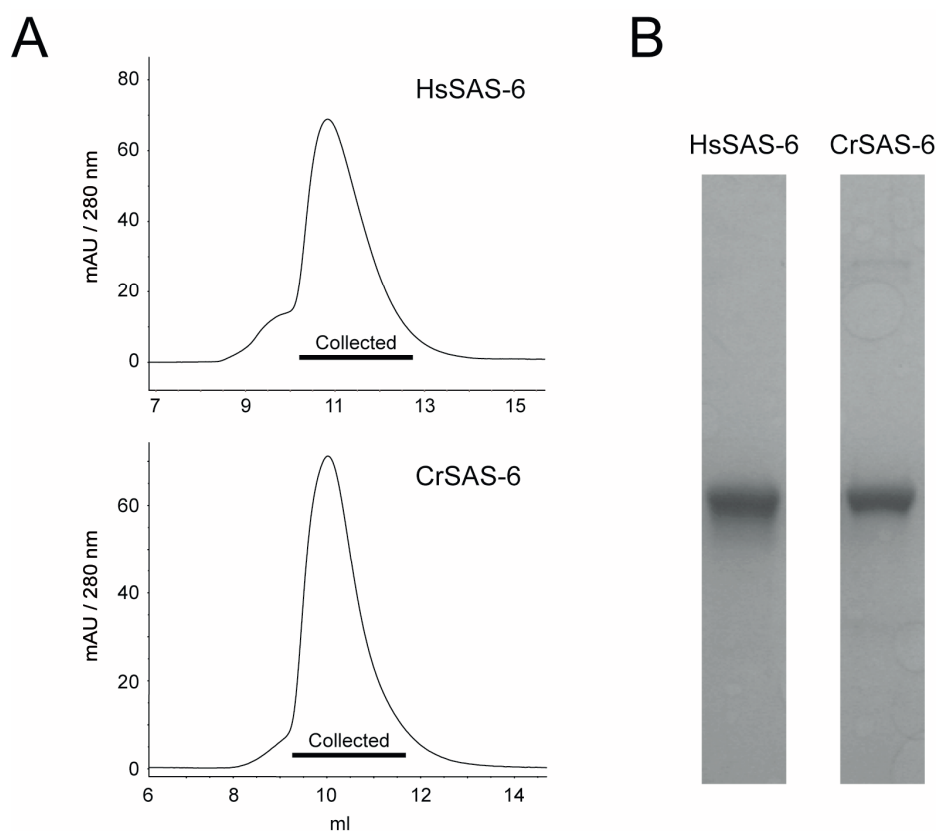 A
B
HsSAS-6
80
60
40
20
0
mAU / 280 nm
Collected
7 9 11 13 15
CrSAS-6
60
40
20
0
mAU / 280 nm
Collected
6 8 10 12 14
ml
HsSAS-6 CrSAS-6